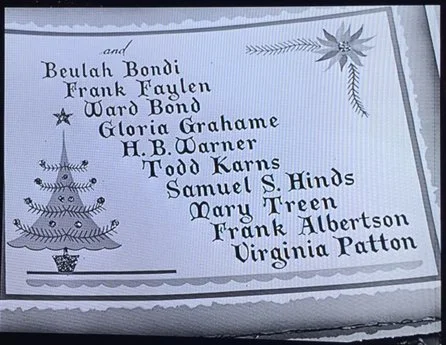 and
Beulah Bondi
Frank Faylen
Ward Bond
Gloria Grahame
H. B. Warner
Todd Karns
Samuel S. Hinds
Mary Treen
Frank Albertson
Virginia Patton